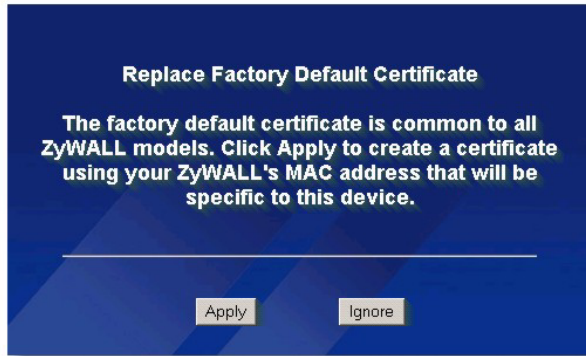 Replace Factory Default Certificate
The factory default certificate is common to all
ZyWALL models. Click Apply to create a certificate
using your ZyWALL's MAC address that will be
specific to this device.
Apply Ignore